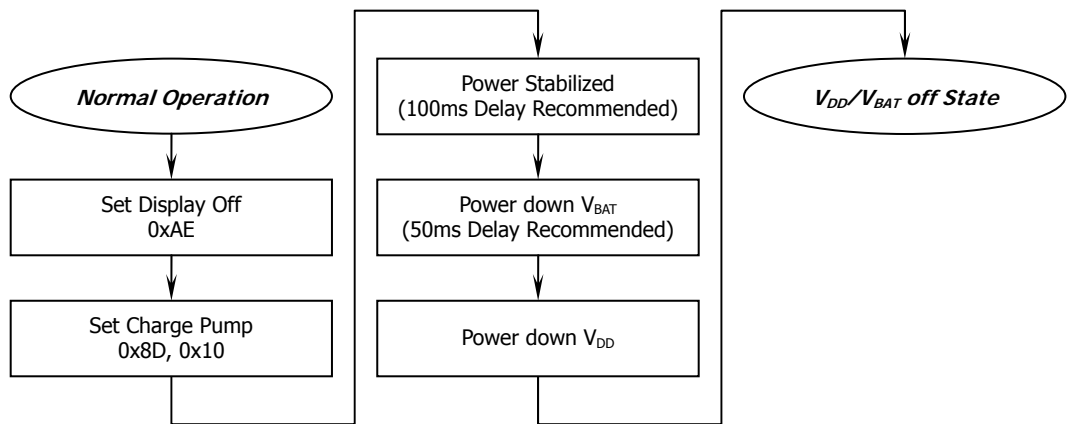 Normal Operation
Set Display Off
0xAE
Set Charge Pump
0x8D, 0x10
Power Stabilized
(100ms Delay Recommended)
Power down VBAT
(50ms Delay Recommended)
Power down VDD
VDD/VBAT off State